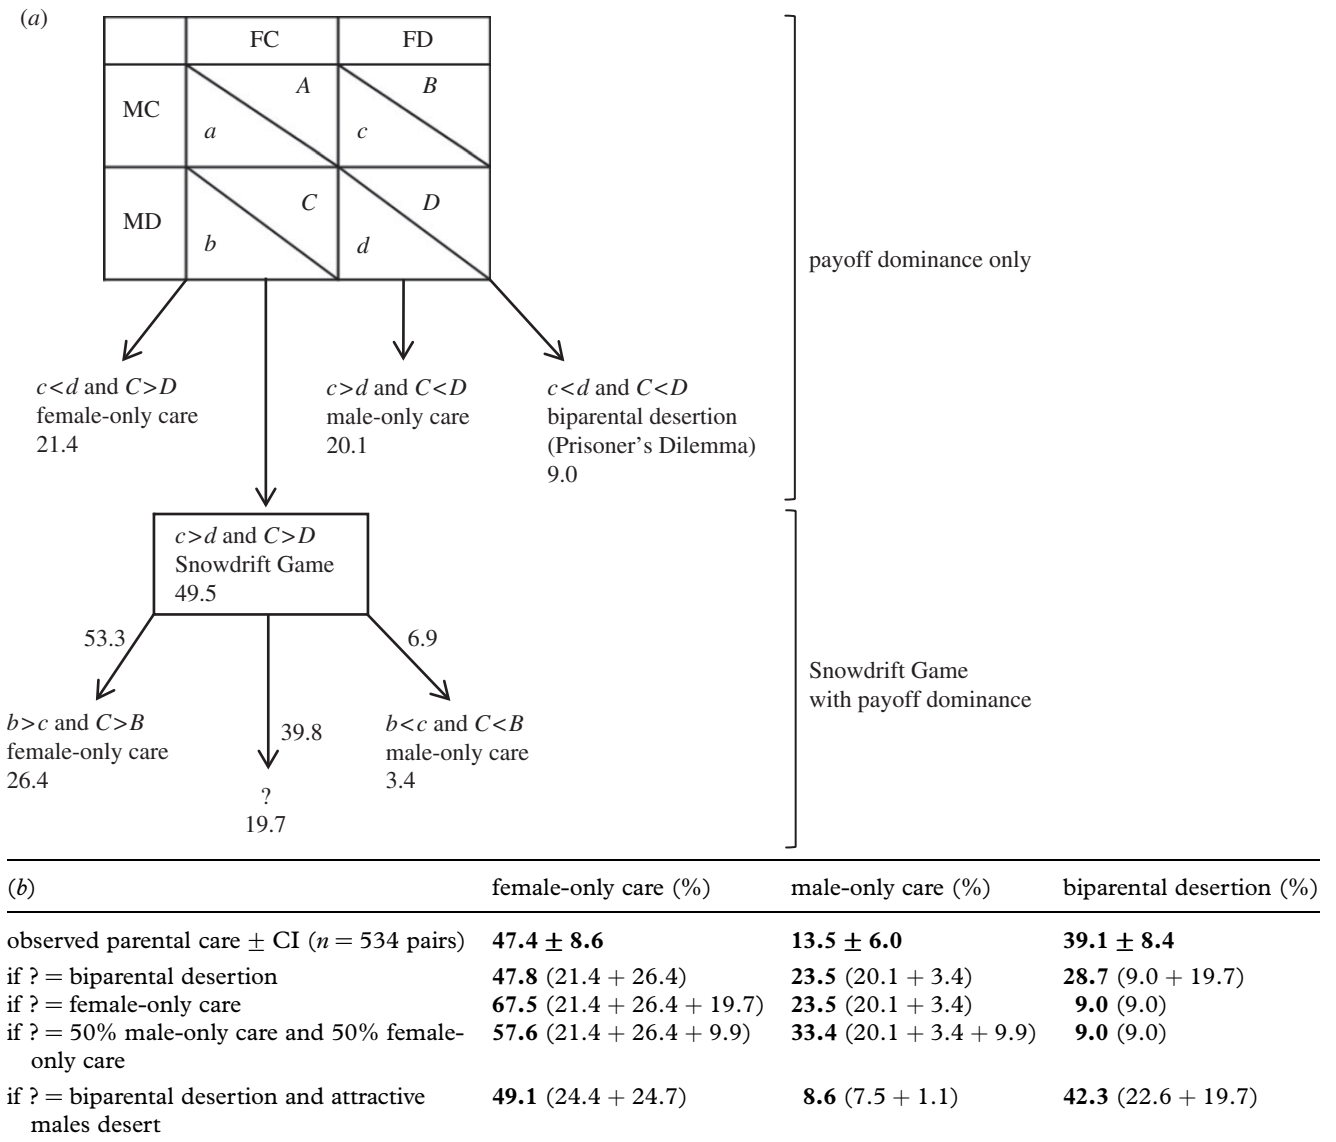 (a)
FC FD
MC A a B c
MD C b D d
payoff dominance only
c<d and C>D
female-only care
21.4
c>d and C<D
male-only care
20.1
c<d and C<D
biparental desertion
(Prisoner's Dilemma)
9.0
c>d and C>D
Snowdrift Game
49.5
53.3
6.9
39.8
Snowdrift Game
with payoff dominance
b>c and C>B
female-only care
26.4
?
19.7
b<c and C<B
male-only care
3.4
(b) female-only care (%) male-only care (%) biparental desertion (%)
observed parental care ± CI (n = 534 pairs) 47.4 ± 8.6 13.5 ± 6.0 39.1 ± 8.4
if ? = biparental desertion 47.8 (21.4 + 26.4) 23.5 (20.1 + 3.4) 28.7 (9.0 + 19.7)
if ? = female-only care 67.5 (21.4 + 26.4 + 19.7) 23.5 (20.1 + 3.4) 9.0 (9.0)
if ? = 50% male-only care and 50% female- 57.6 (21.4 + 26.4 + 9.9) 33.4 (20.1 + 3.4 + 9.9) 9.0 (9.0)
only care
if ? = biparental desertion and attractive 49.1 (24.4 + 24.7) 8.6 (7.5 + 1.1) 42.3 (22.6 + 19.7)
males desert